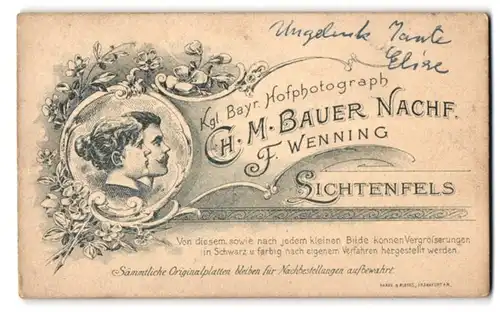 Ungelenk Tante
Elise
Kgl. Bayr. Hofphotograph
CH. M. BAUER NACHF.
F. WENNING
LICHTENFELS
Von diesem, sowie nach jedem kleinen Bilde können Vergrößerungen
in Schwarz u. farbig nach eigenem Verfahren hergestellt werden.
Sämmtliche Originalplatten bleiben für Nachbestellungen aufbewahrt.
FRANKFURT A/M.